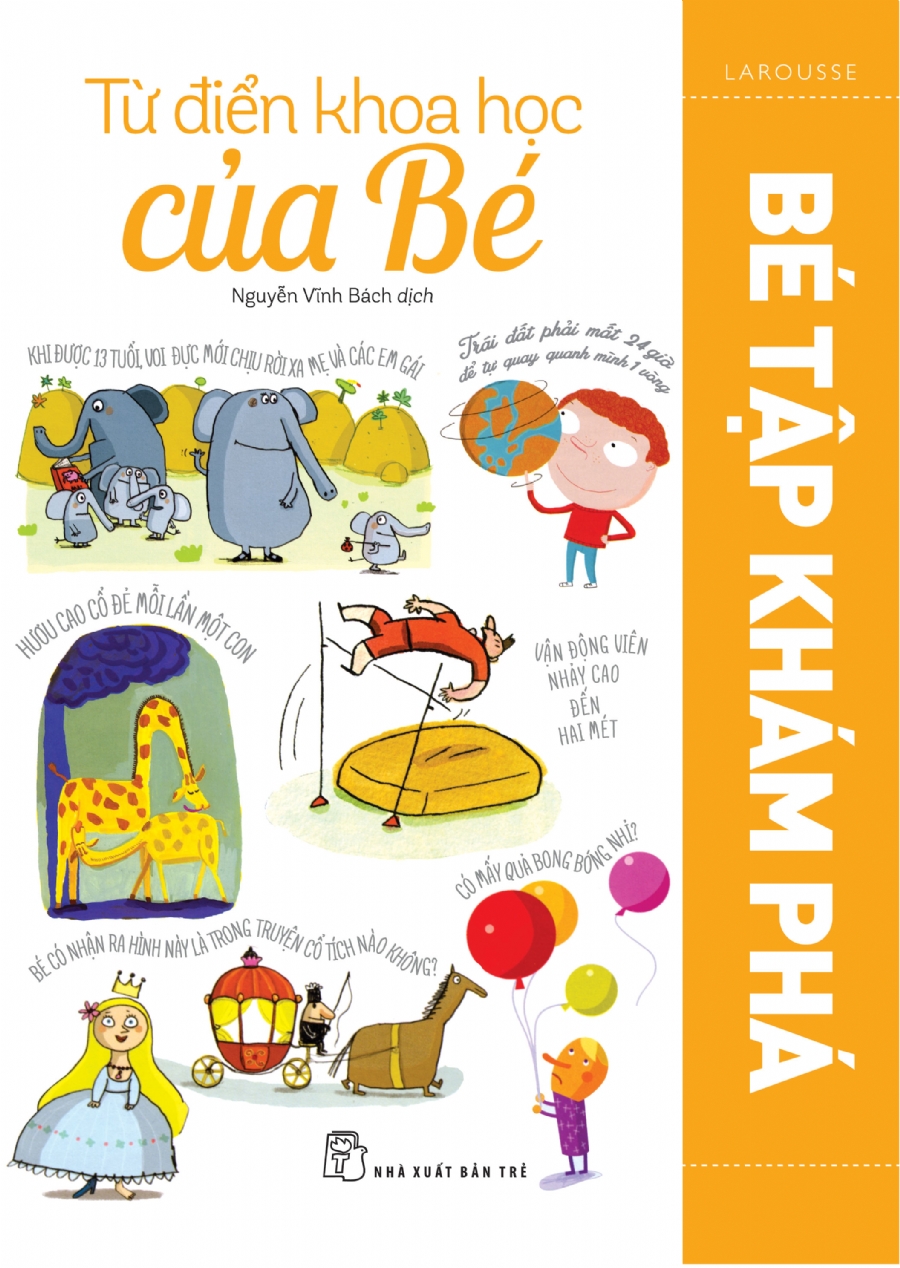 LAROUSSE
BÉ TẬP KHÁM PHÁ
Từ điển khoa học
của Bé
Nguyễn Vĩnh Bách dịch
KHI ĐƯỢC 13 TUỔI, VOI ĐỰC MỚI CHỊU RỜI XA MẸ VÀ CÁC EM GÁI
Trái đất phải mất 24 giờ
để tự quay quanh mình 1 vòng
HƯƠU CAO CỔ ĐẺ MỖI LẦN MỘT CON
VẬN ĐỘNG VIÊN
NHẢY CAO
ĐẾN
HAI MÉT
CÓ MẤY QUẢ BONG BÓNG NHỈ?
BÉ CÓ NHẬN RA HÌNH NÀY LÀ TRONG TRUYỆN CỔ TÍCH NÀO KHÔNG?
NHÀ XUẤT BẢN TRẺ